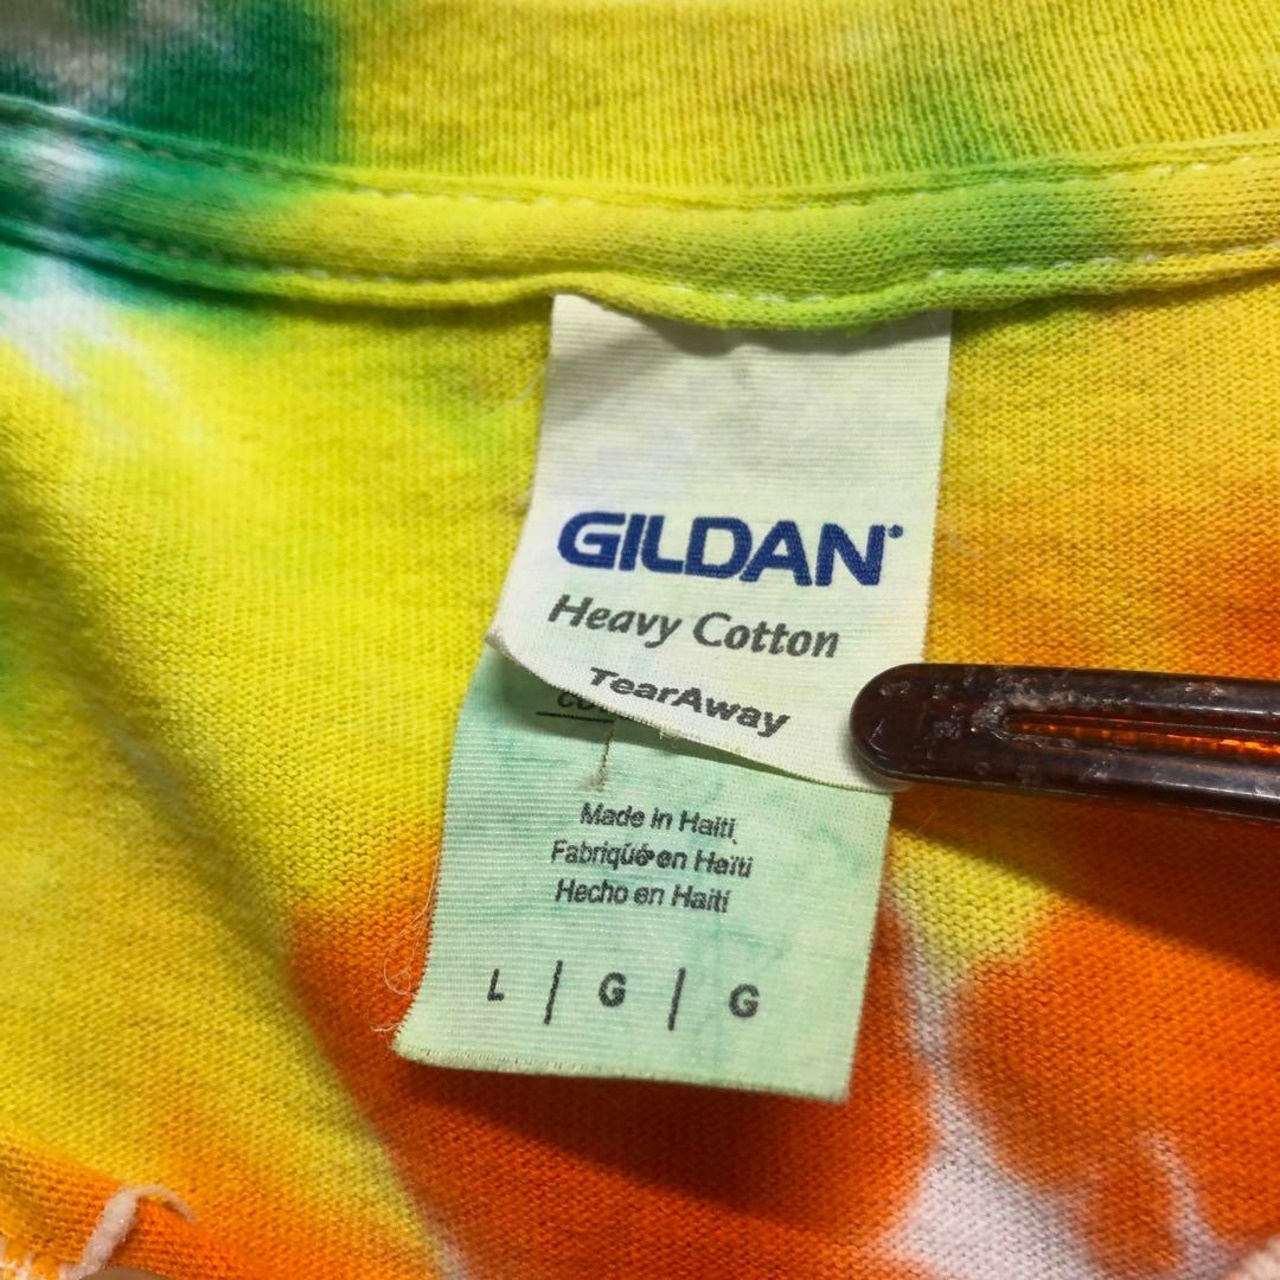 GILDAN®
Heavy Cotton
TearAway
Made in Haiti
Fabriqué en Haïti
Hecho en Haití
L | G | G